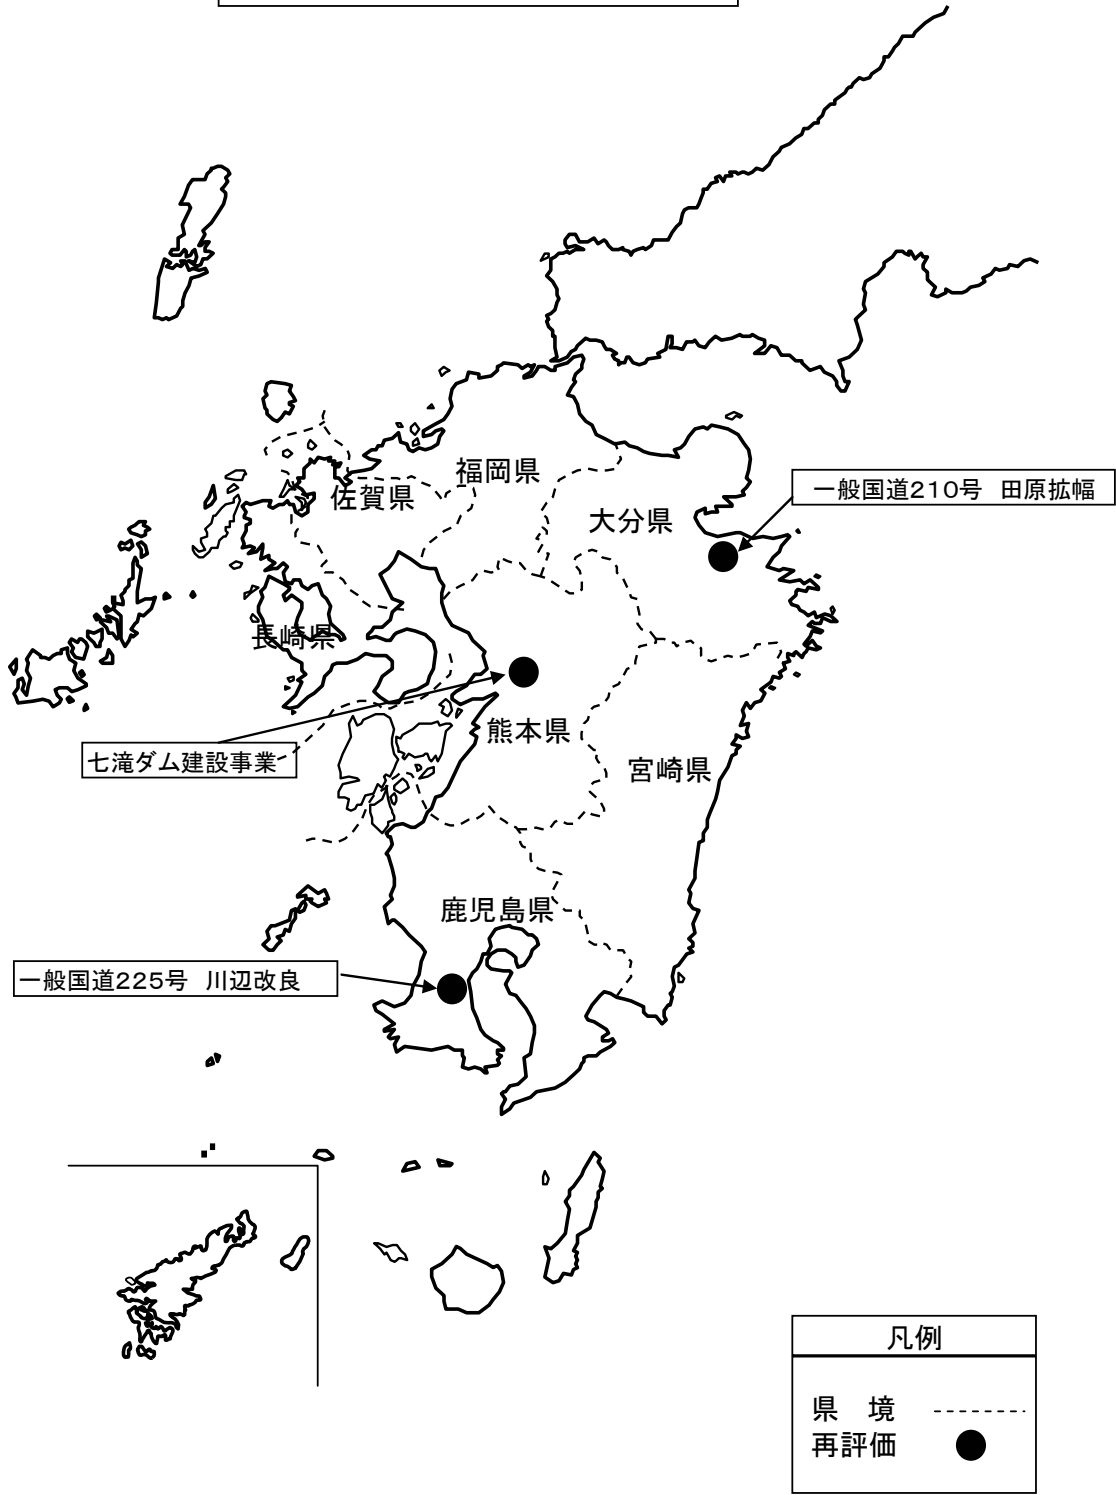 福岡県
佐賀県
一般国道210号　田原拡幅
大分県
長崎県
熊本県
七滝ダム建設事業
宮崎県
鹿児島県
一般国道225号　川辺改良
凡例
県　境
再評価